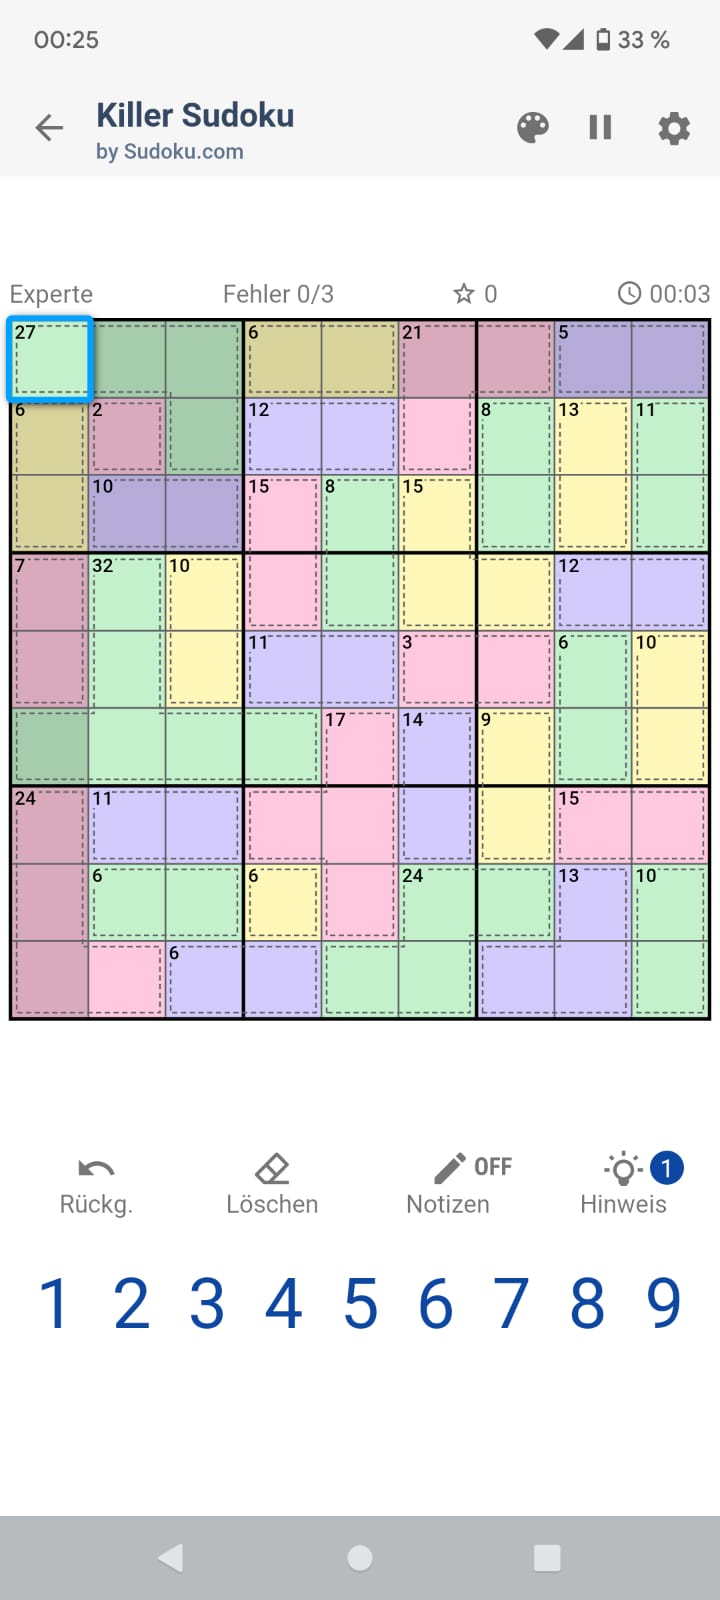 00:25 33 %
Killer Sudoku
by Sudoku.com
Experte Fehler 0/3 0 00:03
27 6 21 5
6 2 12 8 13 11
10 15 8 15
7 32 10 12
11 3 6 10
17 14 9
24 11 15
6 6 24 13 10
6
OFF 1
Rückg. Löschen Notizen Hinweis
1 2 3 4 5 6 7 8 9